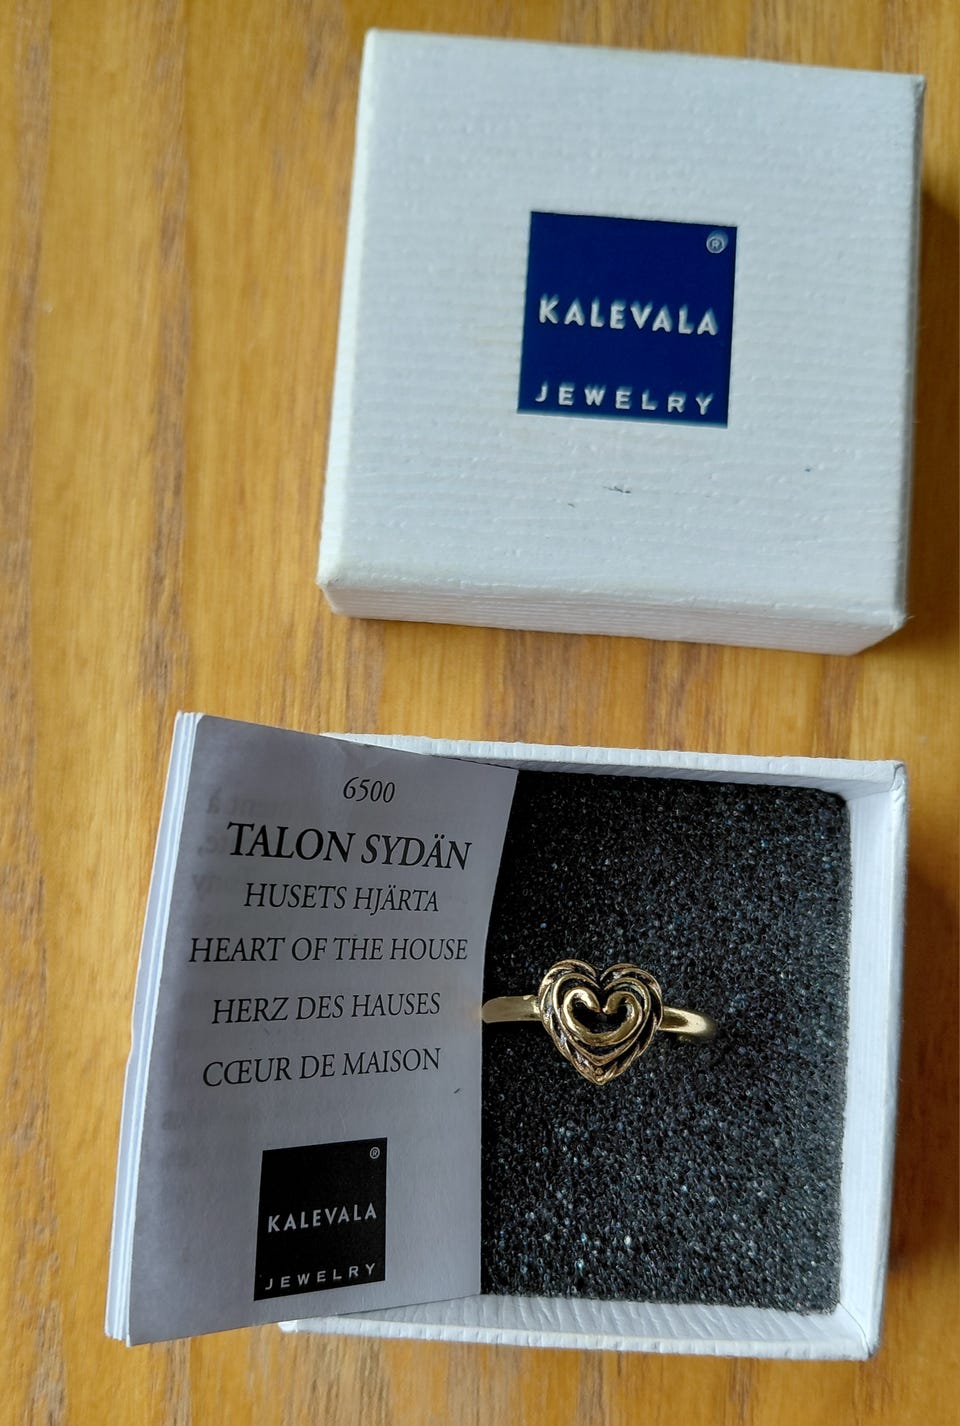 ®
KALEVALA
JEWELRY
6500
TALON SYDÄN
HUSETS HJÄRTA
HEART OF THE HOUSE
HERZ DES HAUSES
CŒUR DE MAISON
®
KALEVALA
JEWELRY